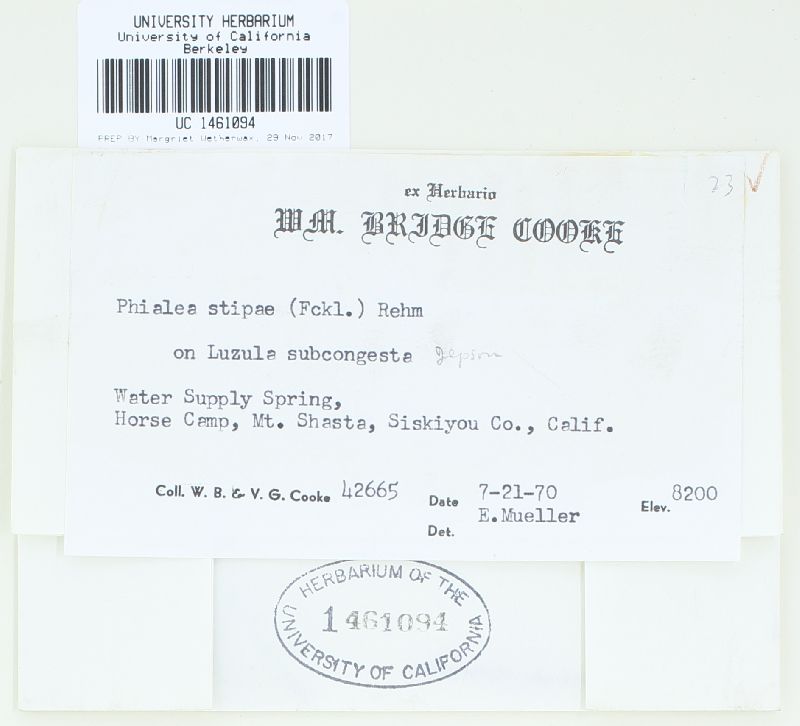 UNIVERSITY HERBARIUM
University of California
Berkeley
UC 1461094
PREP BY Margriet Wetherwax, 29 Nov 2017
23 ✓
ex Herbario
WM. BRIDGE COOKE
Phialea stipae (Fckl.) Rehm
on Luzula subcongesta Jepson
Water Supply Spring,
Horse Camp, Mt. Shasta, Siskiyou Co., Calif.
Coll. W. B. & V. G. Cooke 42665 Date 7-21-70 Elev. 8200
Det. E.Mueller
HERBARIUM OF THE
1461094
UNIVERSITY OF CALIFORNIA